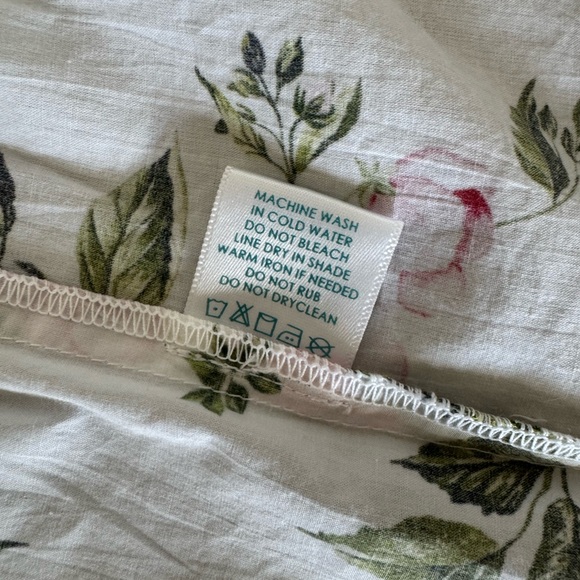 MACHINE WASH
IN COLD WATER
DO NOT BLEACH
LINE DRY IN SHADE
WARM IRON IF NEEDED
DO NOT RUB
DO NOT DRYCLEAN